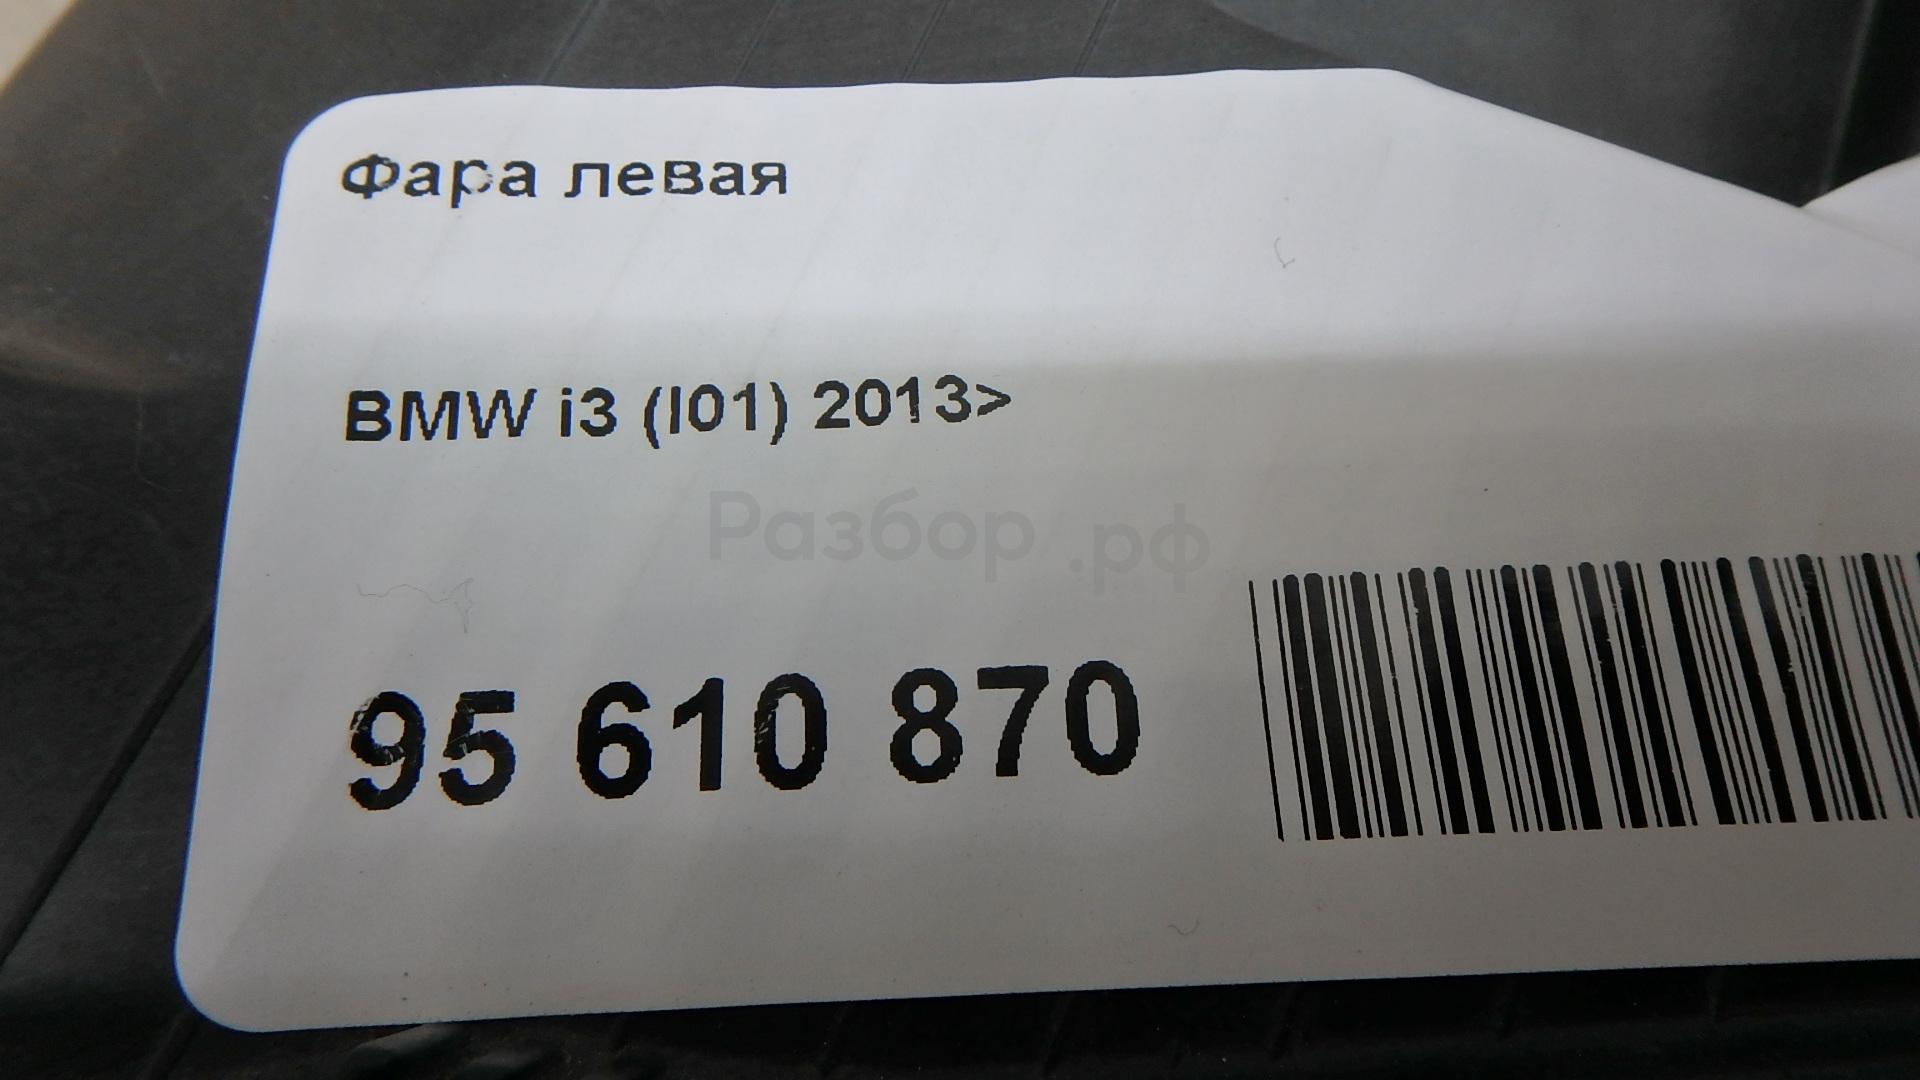 Фара левая
BMW i3 (I01) 2013>
Разбор.рф
95 610 870